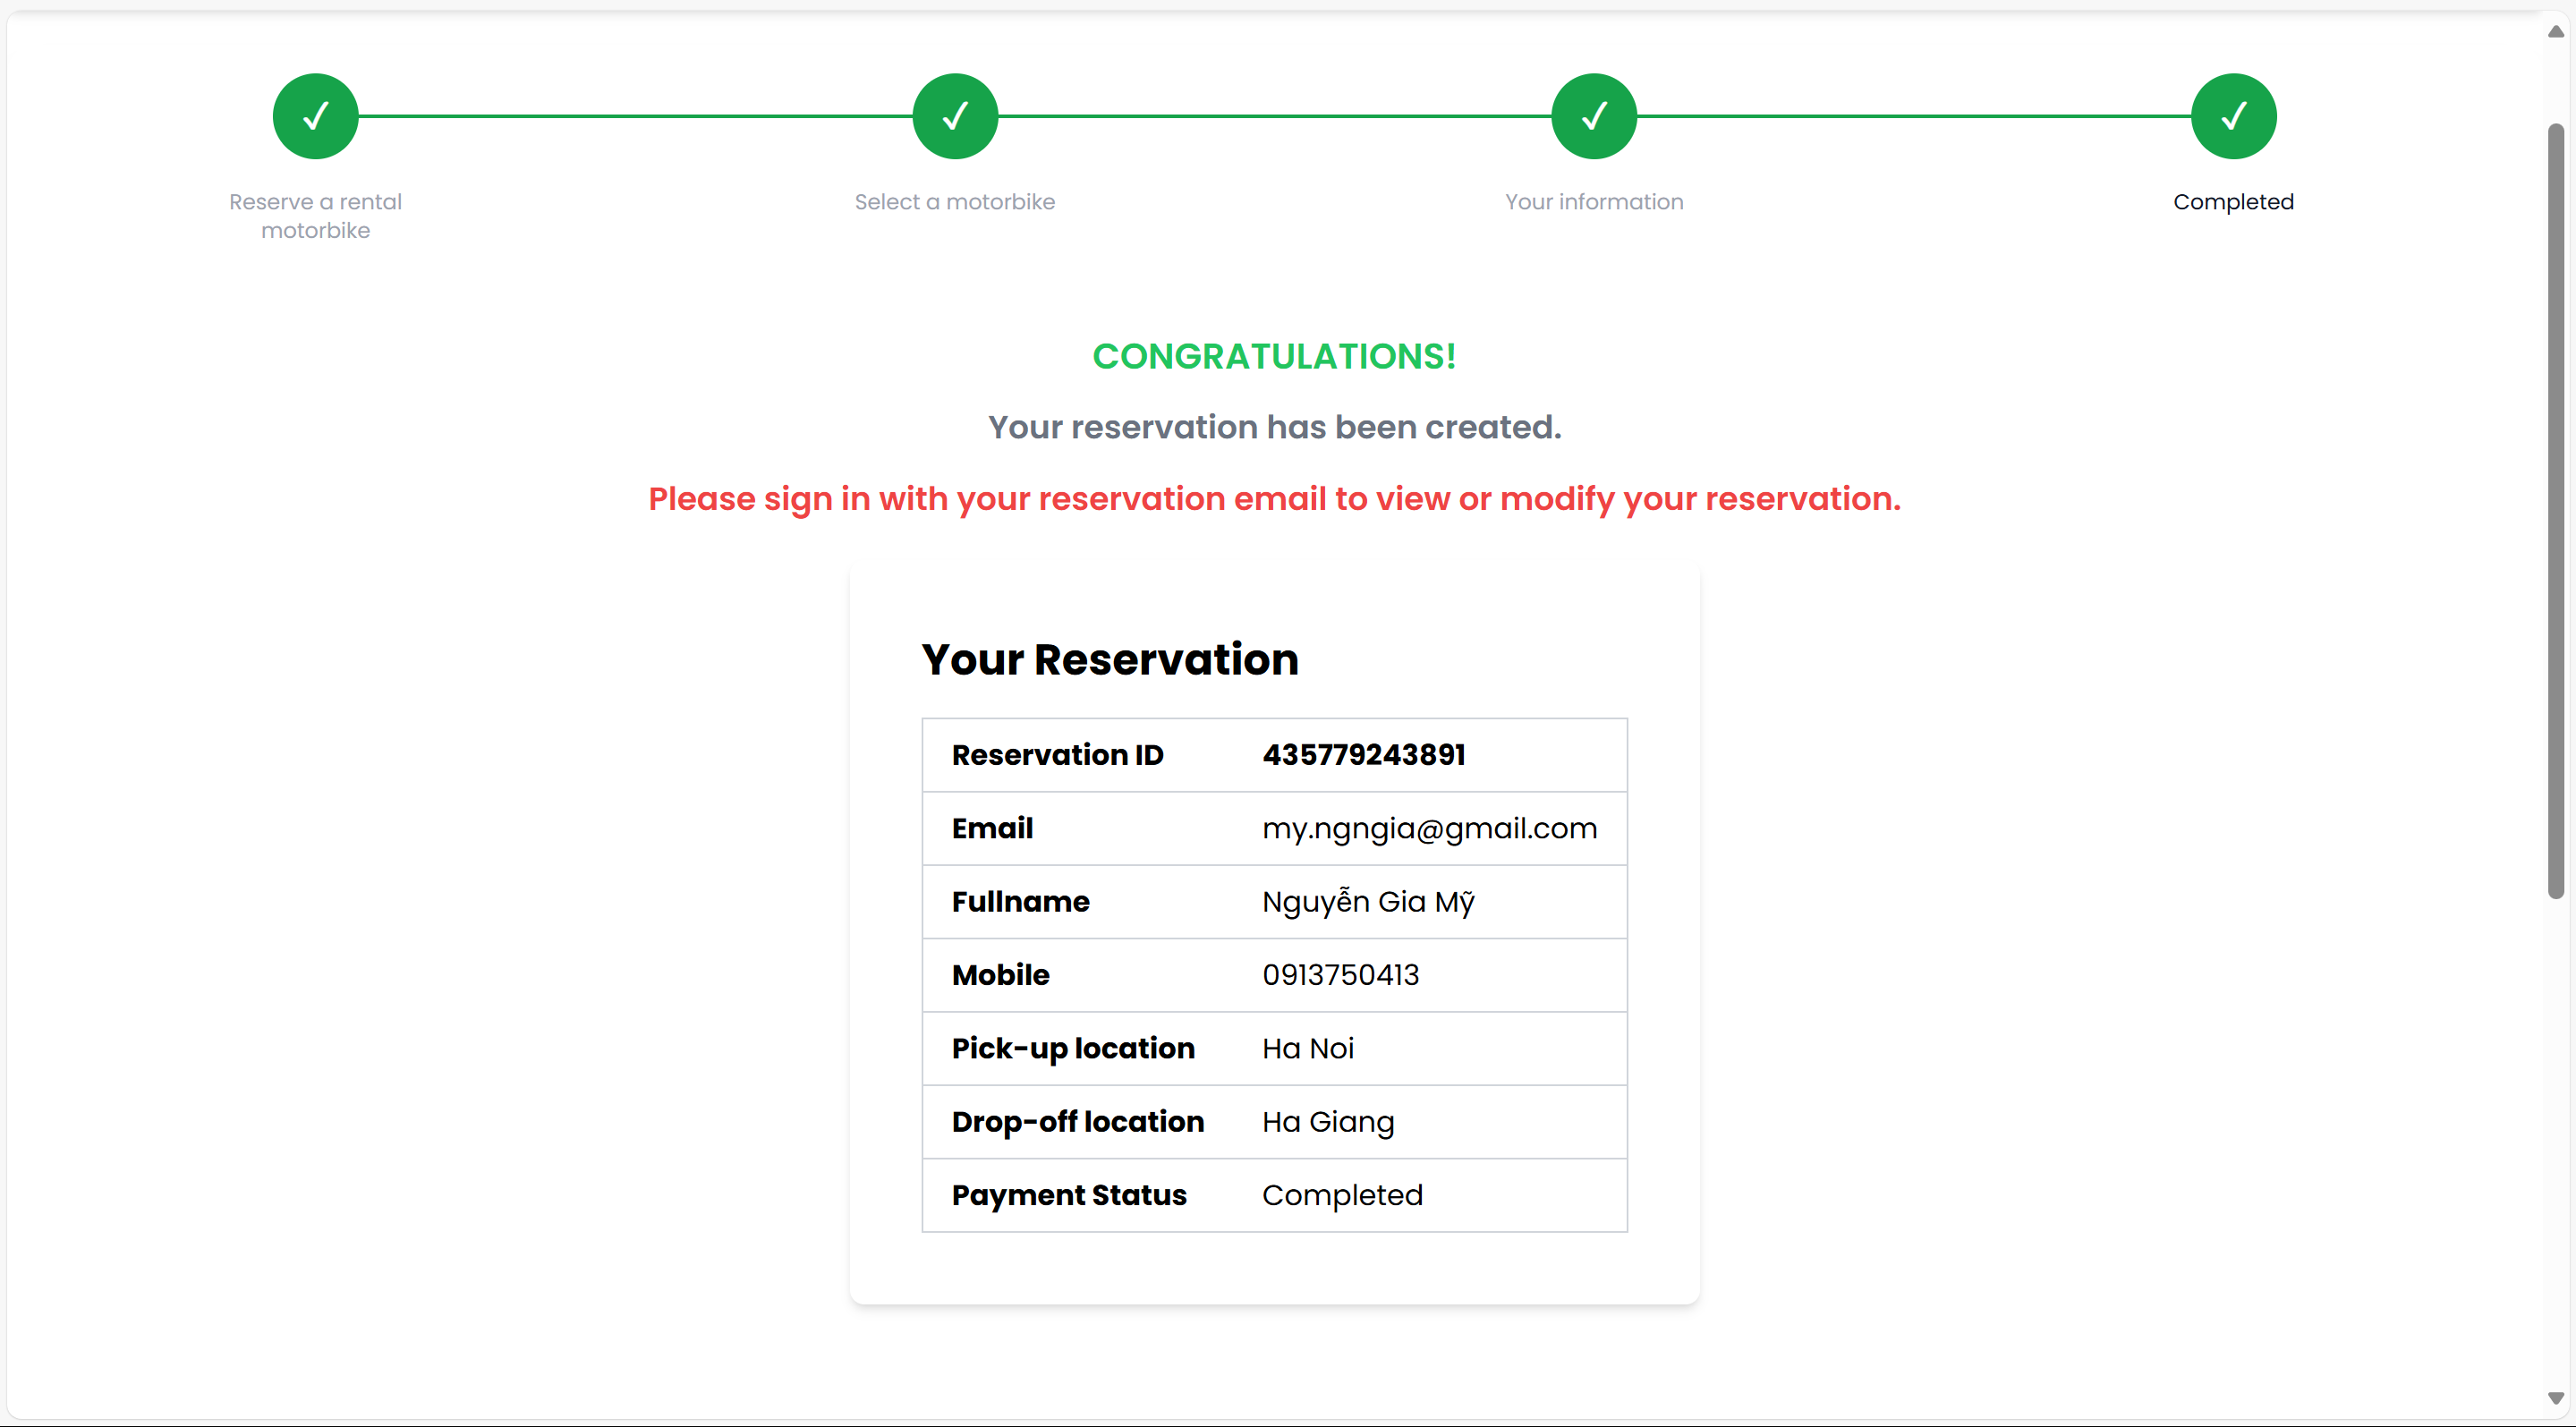 Reserve a rental
motorbike
Select a motorbike
Your information
Completed
CONGRATULATIONS!
Your reservation has been created.
Please sign in with your reservation email to view or modify your reservation.
Your Reservation
Reservation ID 435779243891
Email my.ngngia@gmail.com
Fullname Nguyễn Gia Mỹ
Mobile 0913750413
Pick-up location Ha Noi
Drop-off location Ha Giang
Payment Status Completed